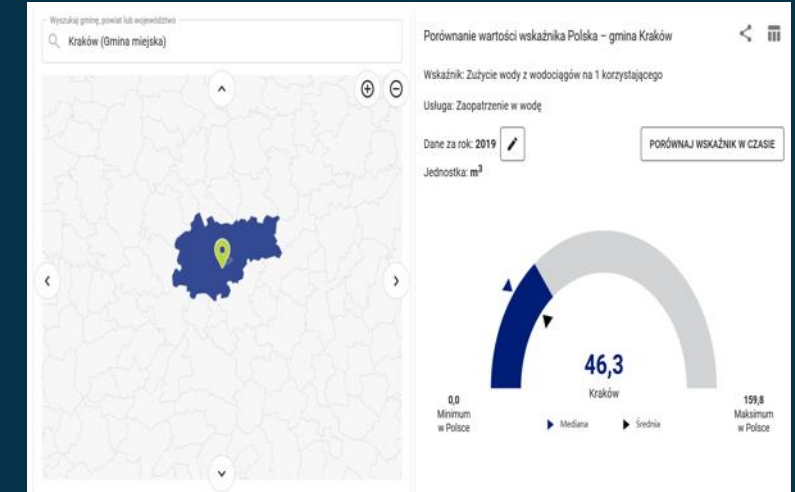 Wyszukaj gminę, powiat lub województwo
Kraków (Gmina miejska)
Porównanie wartości wskaźnika Polska – gmina Kraków
Wskaźnik: Zużycie wody z wodociągów na 1 korzystającego
Usługa: Zaopatrzenie w wodę
Dane za rok: 2019
PORÓWNAJ WSKAŹNIK W CZASIE
Jednostka: m³
46,3
Kraków
0,0
Minimum
w Polsce
Mediana
Średnia
159,8
Maksimum
w Polsce